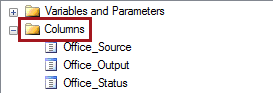 Variables and Parameters
Columns
Office_Source
Office_Output
Office_Status